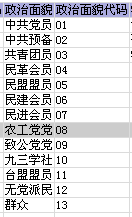 政治面貌 政治面貌代码
中共党员 01
中共预备 02
共青团员 03
民革会员 04
民盟盟员 05
民建会员 06
民进会员 07
农工党党 08
致公党党 09
九三学社 10
台盟盟员 11
无党派民 12
群众 13